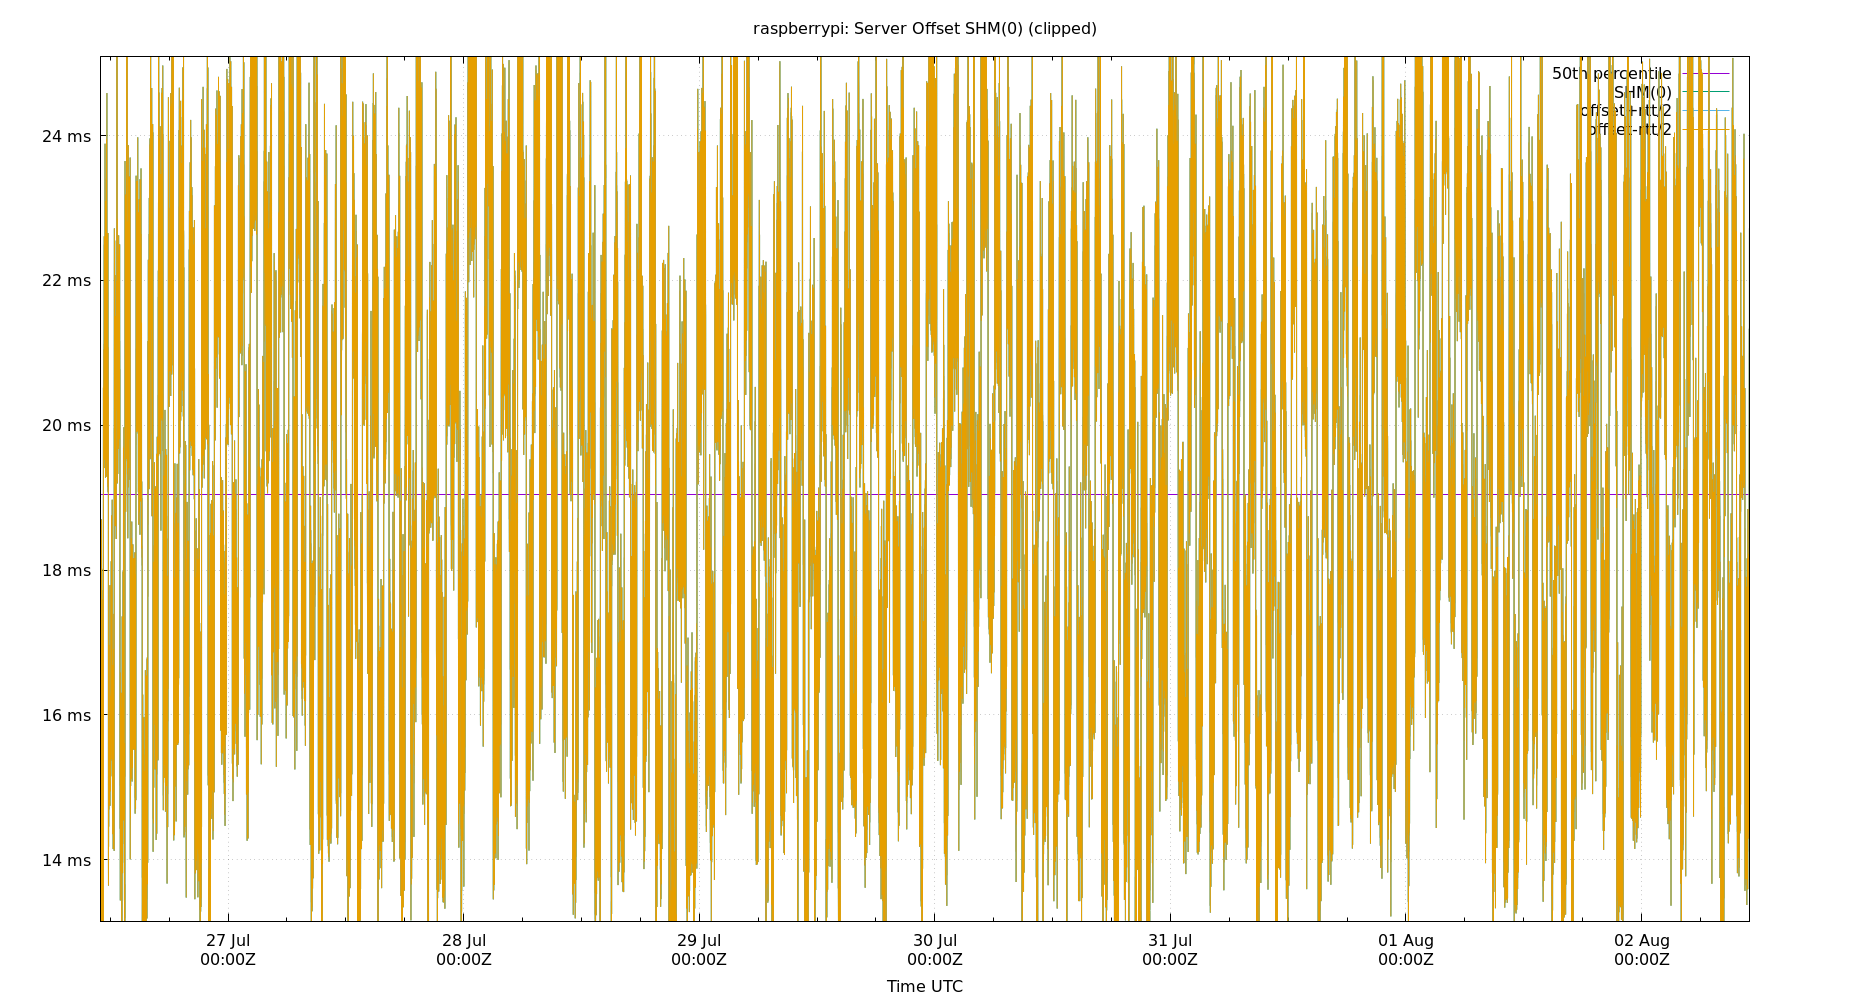 raspberrypi: Server Offset SHM(0) (clipped)
50th percentile
SHM(0)
offset+rtt/2
offset-rtt/2
24 ms
22 ms
20 ms
18 ms
16 ms
14 ms
27 Jul 28 Jul 29 Jul 30 Jul 31 Jul 01 Aug 02 Aug
00:00Z 00:00Z 00:00Z 00:00Z 00:00Z 00:00Z 00:00Z
Time UTC